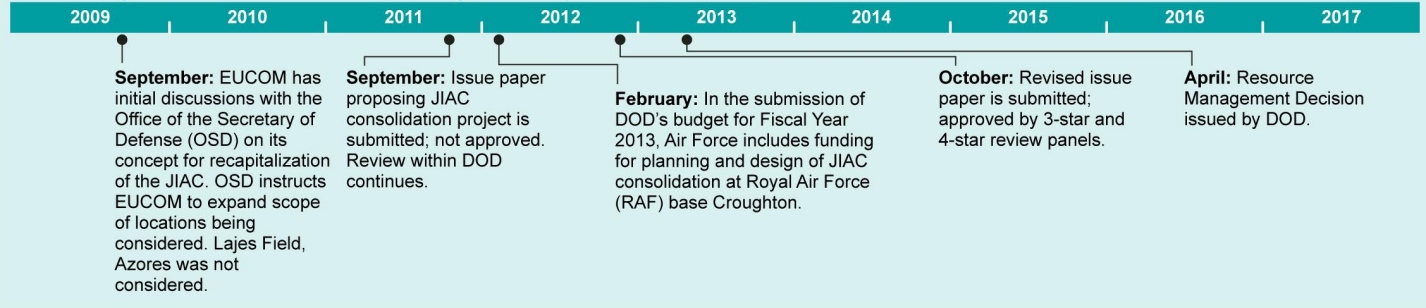 2009 2010 2011 2012 2013 2014 2015 2016 2017
September: EUCOM has
initial discussions with the
Office of the Secretary of
Defense (OSD) on its
concept for recapitalization
of the JIAC. OSD instructs
EUCOM to expand scope
of locations being
considered. Lajes Field,
Azores was not
considered.
September: Issue paper
proposing JIAC
consolidation project is
submitted; not approved.
Review within DOD
continues.
February: In the submission of
DOD’s budget for Fiscal Year
2013, Air Force includes funding
for planning and design of JIAC
consolidation at Royal Air Force
(RAF) base Croughton.
October: Revised issue
paper is submitted;
approved by 3-star and
4-star review panels.
April: Resource
Management Decision
issued by DOD.